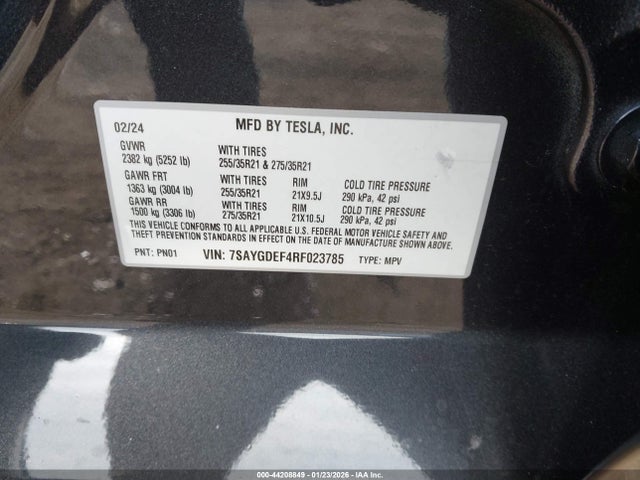 02/24 MFD BY TESLA, INC.
GVWR WITH TIRES
2382 kg (5252 lb) 255/35R21 & 275/35R21
GAWR FRT WITH TIRES RIM COLD TIRE PRESSURE
1363 kg (3004 lb) 255/35R21 21X9.5J 290 kPa, 42 psi
GAWR RR WITH TIRES RIM COLD TIRE PRESSURE
1500 kg (3306 lb) 275/35R21 21X10.5J 290 kPa, 42 psi
THIS VEHICLE CONFORMS TO ALL APPLICABLE U.S. FEDERAL MOTOR VEHICLE SAFETY AND
THEFT PREVENTION STANDARDS IN EFFECT ON THE DATE OF MANUFACTURE SHOWN ABOVE.
PNT: PN01 VIN: 7SAYGDEF4RF023785 TYPE: MPV
000-44208849 - 01/23/2026 - IAA Inc.